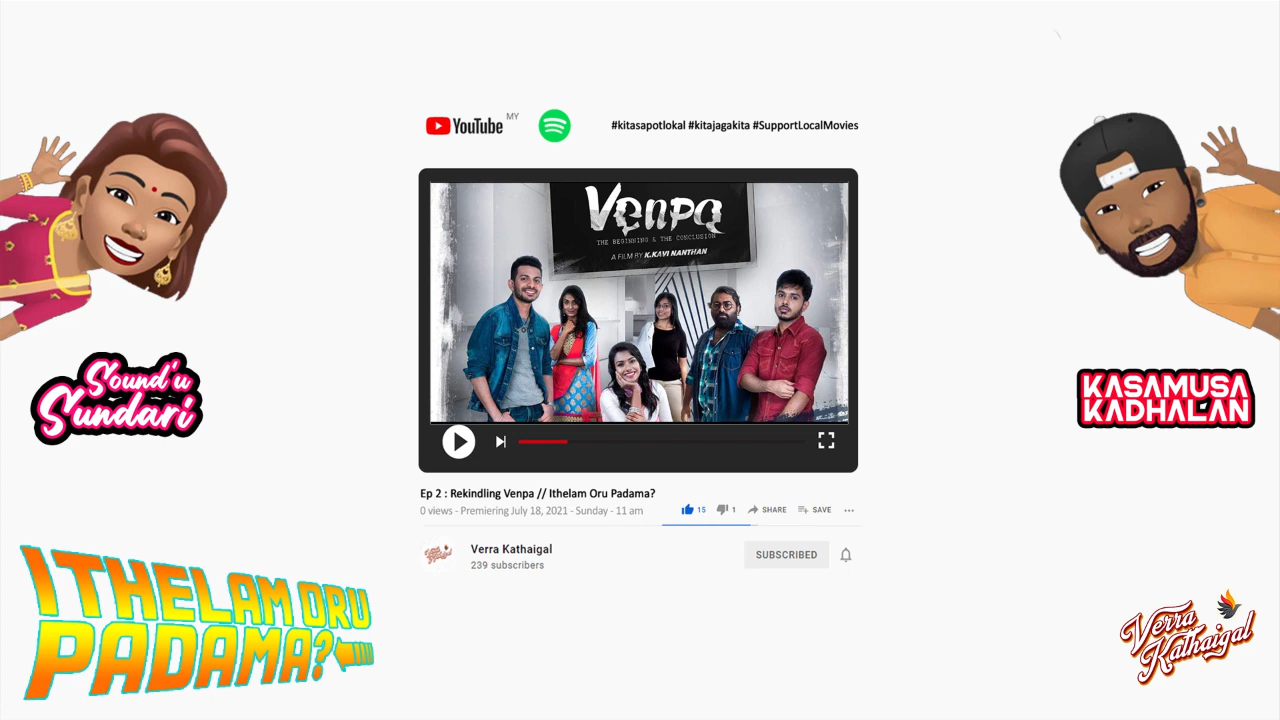 YouTube MY
#kitasapotlokal #kitajagakita #SupportLocalMovies
Venpa
THE BEGINNING & THE CONCLUSION
A FILM BY K.KAVI NANTHAN
Sound'u
Sundari
KASAMUSA
KADHALAN
Ep 2 : Rekindling Venpa // Ithelam Oru Padama?
0 views - Premiering July 18, 2021 - Sunday - 11 am
15 1 SHARE SAVE
Verra Kathaigal
239 subscribers
SUBSCRIBED
ITHELAM ORU
PADAMA?
Verra
Kathaigal